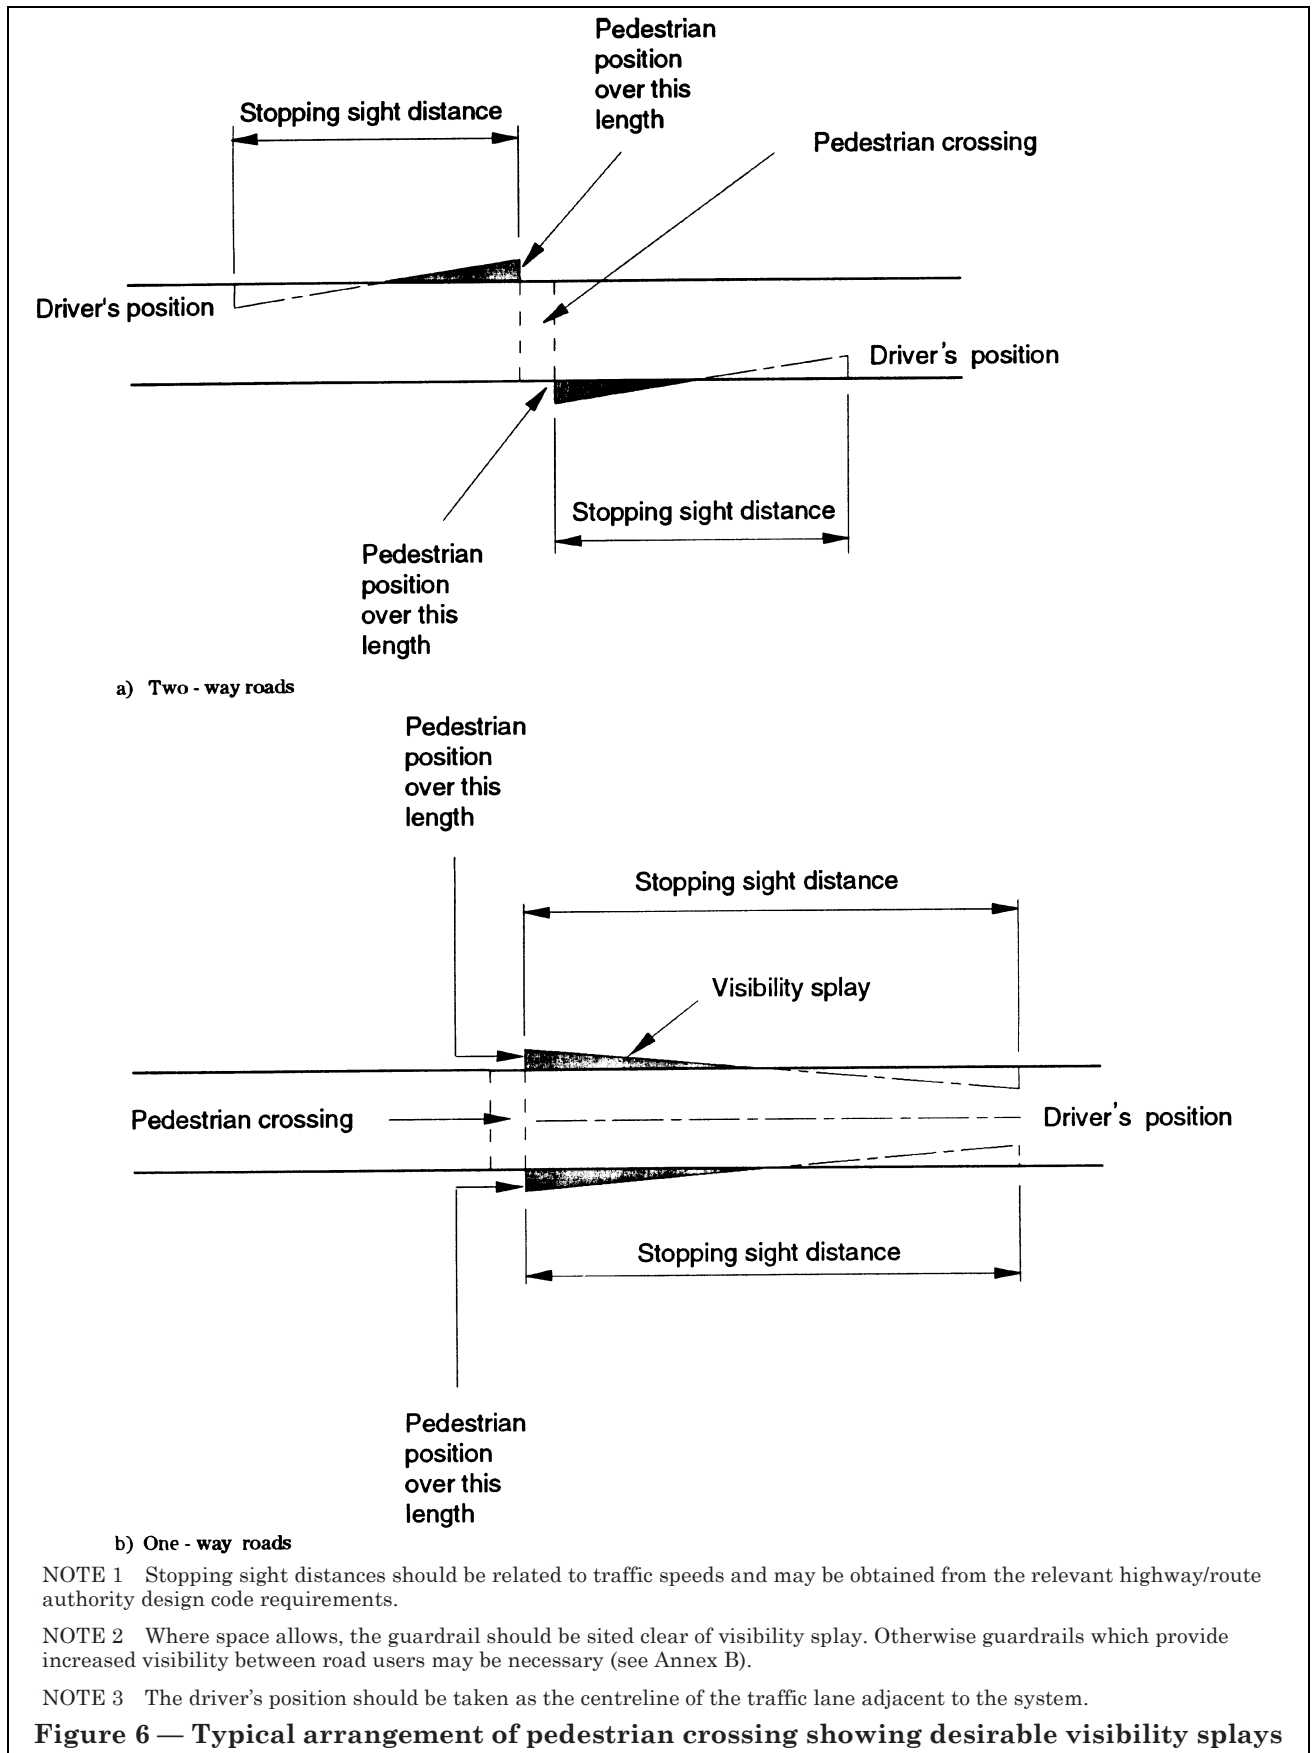 Pedestrian
position
over this
length
Stopping sight distance
Pedestrian crossing
Driver's position
Driver's position
Stopping sight distance
Pedestrian
position
over this
length
a) Two - way roads
Pedestrian
position
over this
length
Stopping sight distance
Visibility splay
Pedestrian crossing
Driver's position
Stopping sight distance
Pedestrian
position
over this
length
b) One - way roads
NOTE 1 Stopping sight distances should be related to traffic speeds and may be obtained from the relevant highway/route
authority design code requirements.
NOTE 2 Where space allows, the guardrail should be sited clear of visibility splay. Otherwise guardrails which provide
increased visibility between road users may be necessary (see Annex B).
NOTE 3 The driver's position should be taken as the centreline of the traffic lane adjacent to the system.
Figure 6 — Typical arrangement of pedestrian crossing showing desirable visibility splays